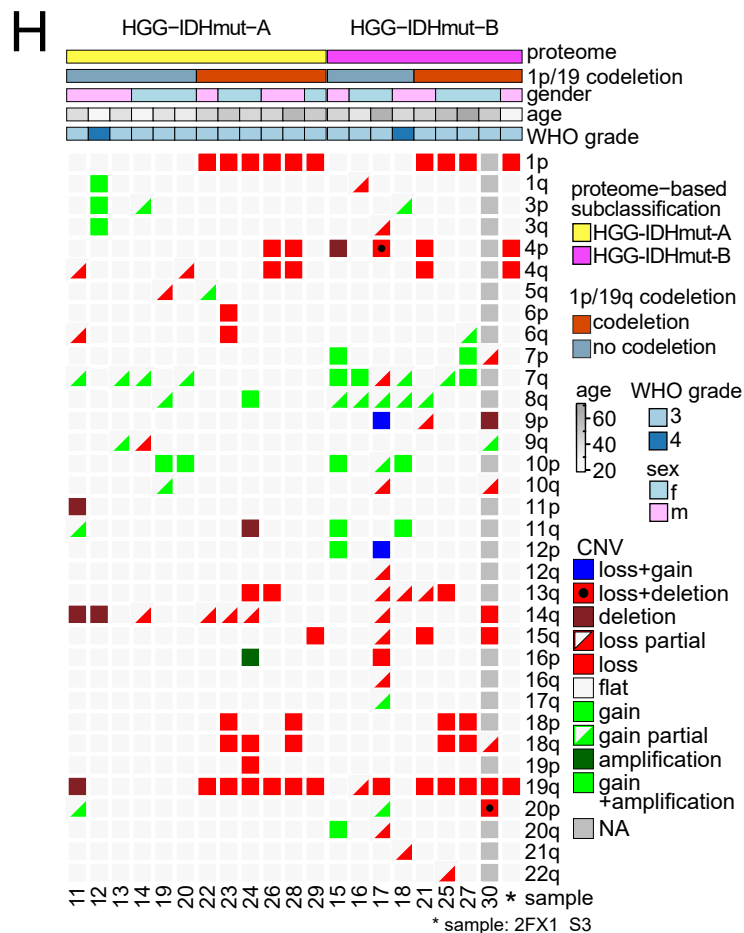 H
HGG−IDHmut−A HGG−IDHmut−B
proteome
1p/19 codeletion
gender
age
WHO grade
1p
1q
3p
3q
4p
4q
5q
6p
6q
7p
7q
8q
9p
9q
10p
10q
11p
11q
12p
12q
13q
14q
15q
16p
16q
17q
18p
18q
19p
19q
20p
20q
21q
22q
11 12 13 14 19 20 22 23 24 26 28 29 15 16 17 18 21 25 27 30 * sample
* sample: 2FX1_S3
proteome−based
subclassification
HGG−IDHmut−A
HGG−IDHmut−B
1p/19q codeletion
codeletion
no codeletion
age
60
40
20
WHO grade
3
4
sex
f
m
CNV
loss+gain
loss+deletion
deletion
loss partial
loss
flat
gain
gain partial
amplification
gain
+amplification
NA